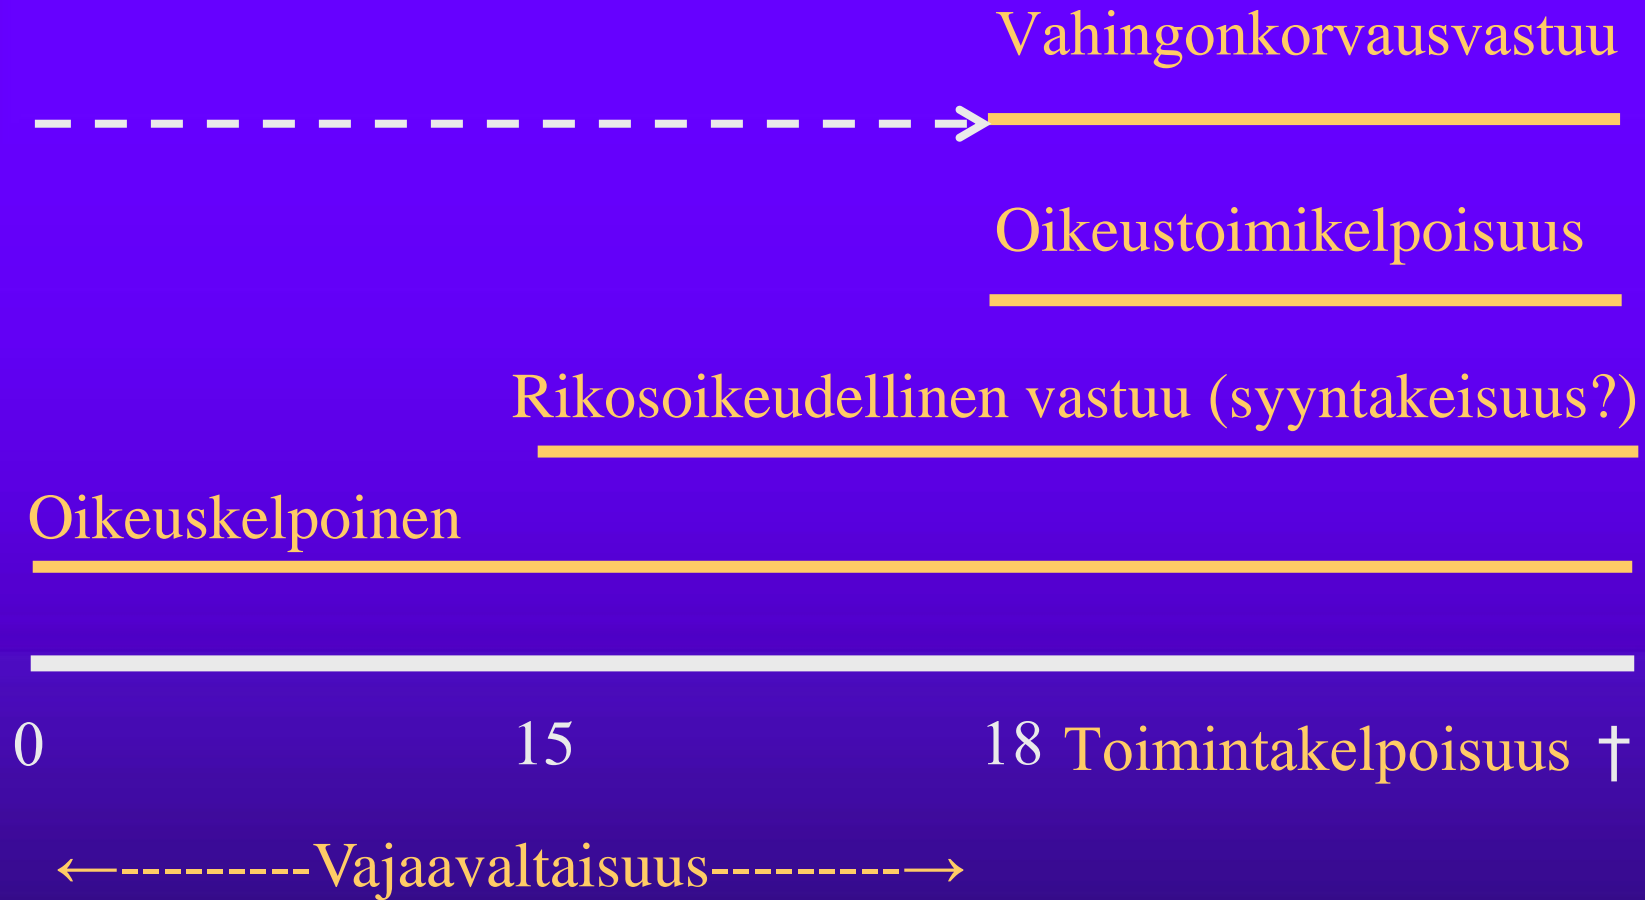 Vahingonkorvausvastuu
Oikeustoimikelpoisuus
Rikosoikeudellinen vastuu (syyntakeisuus?)
Oikeuskelpoinen
0 15 18 Toimintakelpoisuus †
←---------Vajaavaltaisuus---------→